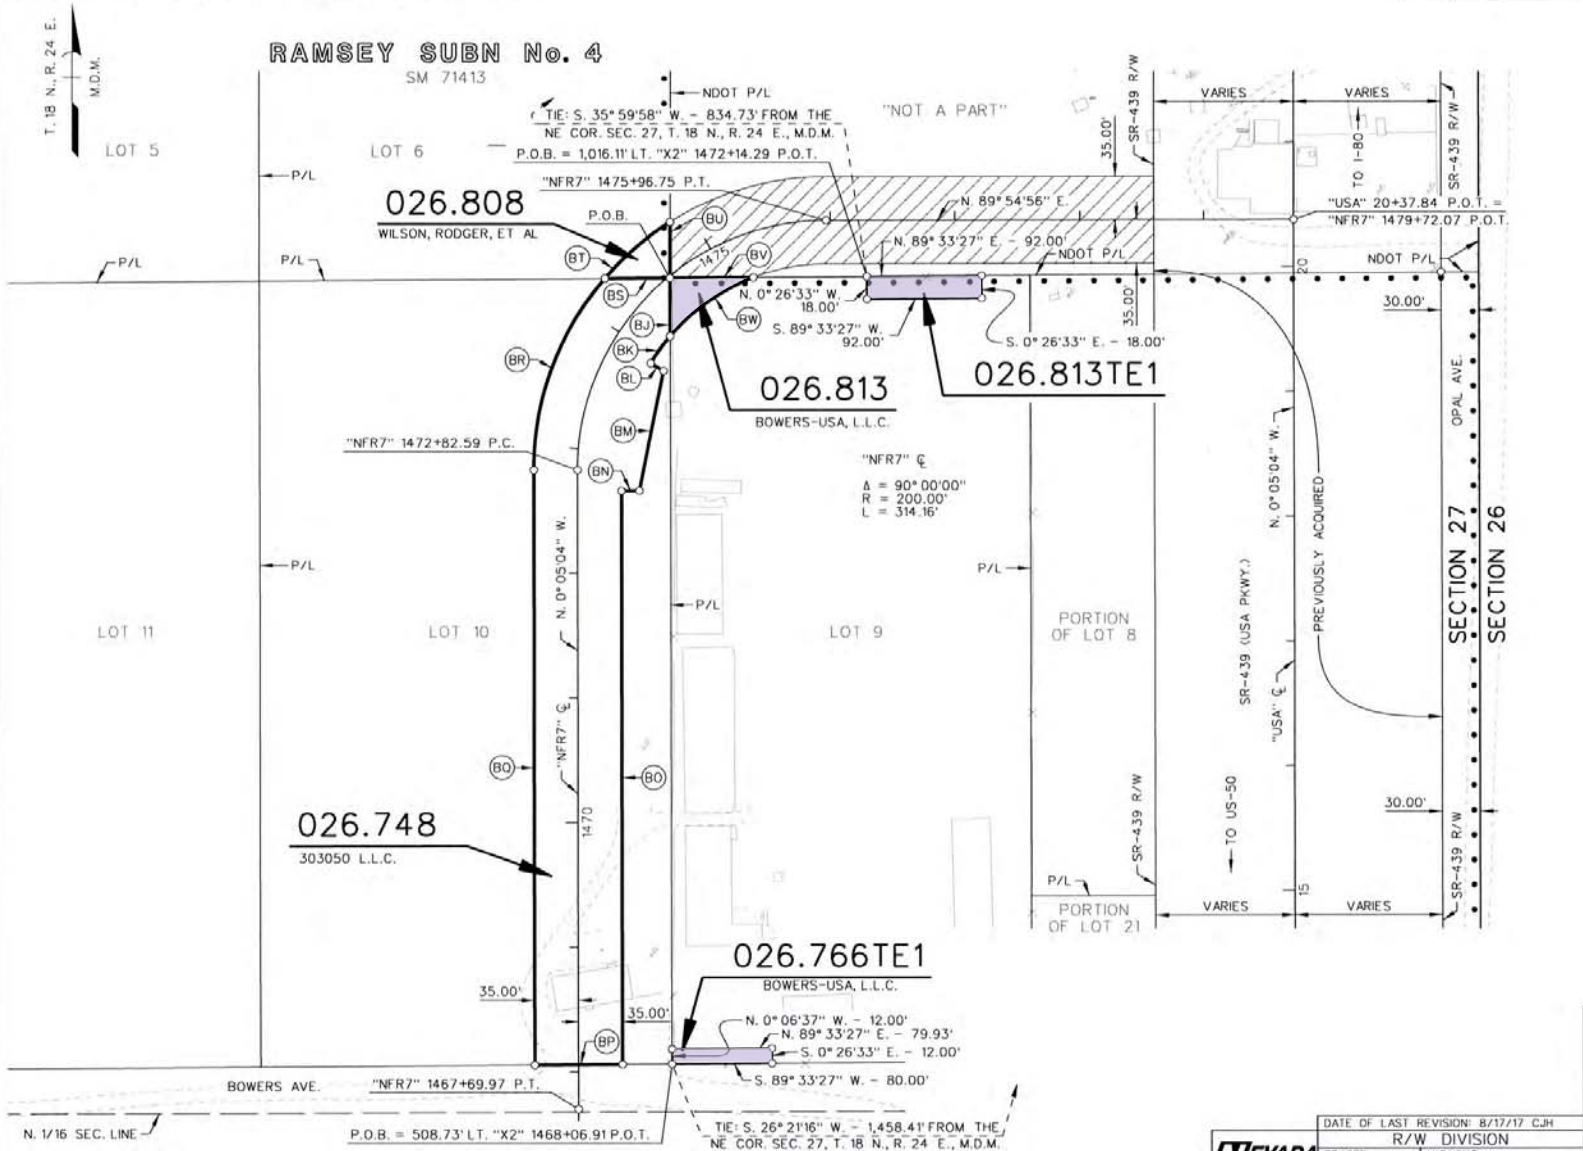 RAMSEY SUBN No. 4
SM 71413
T. 18 N., R. 24 E.
M.D.M.
LOT 5
LOT 6
"NOT A PART"
NDOT P/L
TIE: S. 35° 59'58" W. - 834.73' FROM THE
NE COR. SEC. 27, T. 18 N., R. 24 E., M.D.M.
P.O.B. = 1,016.11' LT. "X2" 1472+14.29 P.O.T.
"NFR7" 1475+96.75 P.T.
P/L
026.808
WILSON, RODGER, ET AL
P.O.B.
BU
35.00'
SR-439 R/W
VARIES
VARIES
TO I-80
SR-439 R/W
N. 89° 54'56" E.
"USA" 20+37.84 P.O.T. =
"NFR7" 1479+72.07 P.O.T.
N. 89° 33'27" E. - 92.00'
NDOT P/L
NDOT P/L
1475
BV
BT
BS
P/L
P/L
20
N. 0° 26'33" W.
18.00'
S. 89° 33'27" W.
92.00'
S. 0° 26'33" E. - 18.00'
35.00'
30.00'
BW
BJ
BK
BL
BR
026.813
BOWERS-USA, L.L.C.
026.813TE1
OPAL AVE.
BM
BN
"NFR7" 1472+82.59 P.C.
"NFR7" ℄
Δ = 90° 00'00"
R = 200.00'
L = 314.16'
N. 0° 05'04" W.
N. 0° 05'04" W.
PREVIOUSLY ACQUIRED
SECTION 27
SECTION 26
P/L
P/L
P/L
LOT 11
LOT 10
LOT 9
PORTION
OF LOT 8
SR-439 (USA PKWY.)
"USA" ℄
"NFR7" ℄
BQ
BO
1470
026.748
303050 L.L.C.
SR-439 R/W
TO US-50
30.00'
SR-439 R/W
P/L
15
PORTION
OF LOT 21
VARIES
VARIES
026.766TE1
BOWERS-USA, L.L.C.
35.00'
35.00'
N. 0° 06'37" W. - 12.00'
N. 89° 33'27" E. - 79.93'
S. 0° 26'33" E. - 12.00'
S. 89° 33'27" W. - 80.00'
BP
BOWERS AVE.
"NFR7" 1467+69.97 P.T.
N. 1/16 SEC. LINE
P.O.B. = 508.73' LT. "X2" 1468+06.91 P.O.T.
TIE: S. 26° 21'16" W. - 1,458.41' FROM THE
NE COR. SEC. 27, T. 18 N., R. 24 E., M.D.M.
DATE OF LAST REVISION: 8/17/17 CJH
R/W DIVISION